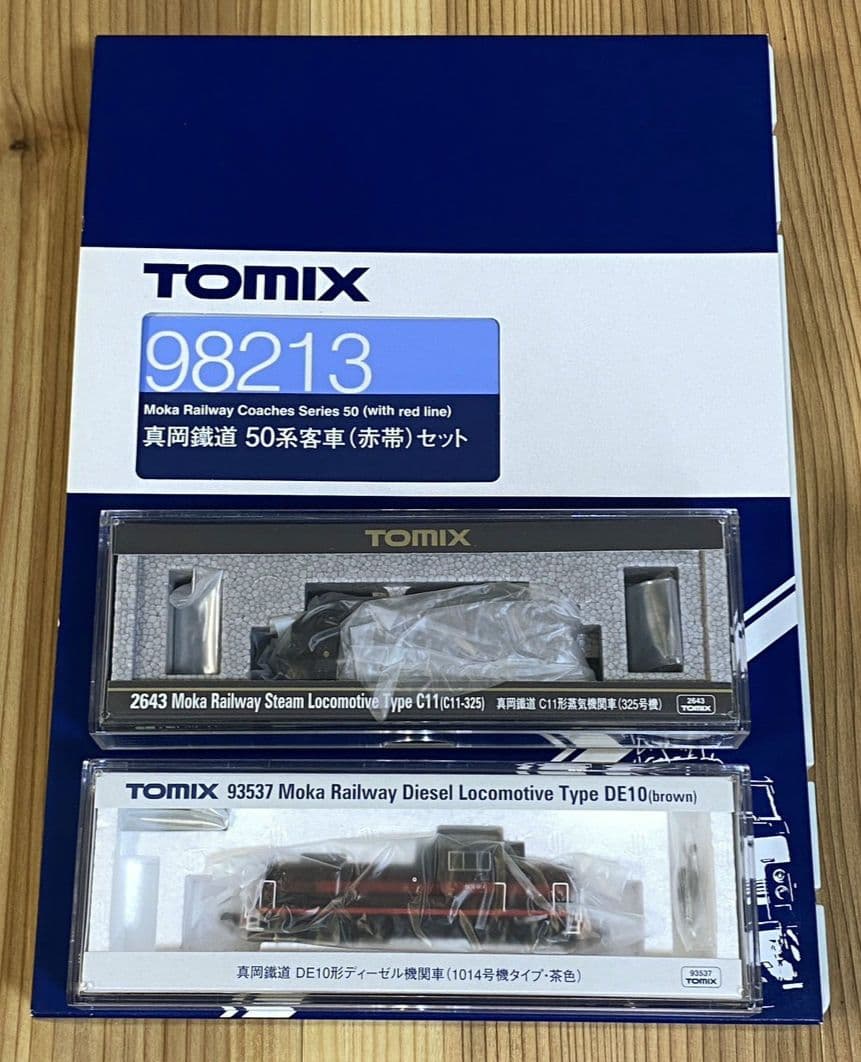 TOMIX
98213
Moka Railway Coaches Series 50 (with red line)
真岡鐵道 50系客車(赤帯)セット
TOMIX
2643 Moka Railway Steam Locomotive Type C11(C11-325) 真岡鐵道 C11形蒸気機関車(325号機)
2643
TOMIX
TOMIX 93537 Moka Railway Diesel Locomotive Type DE10(brown)
真岡鐵道 DE10形ディーゼル機関車(1014号機タイプ・茶色)
93537
TOMIX